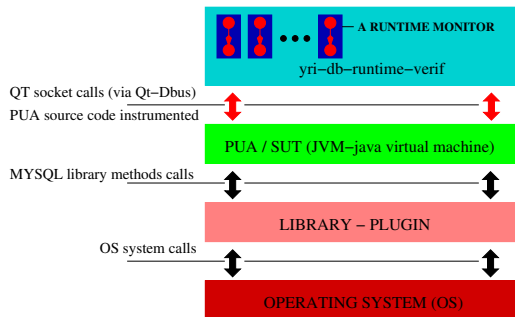 A RUNTIME MONITOR
yri−db−runtime−verif
QT socket calls (via Qt−Dbus)
PUA source code instrumented
PUA / SUT (JVM−java virtual machine)
MYSQL library methods calls
LIBRARY − PLUGIN
OS system calls
OPERATING SYSTEM (OS)